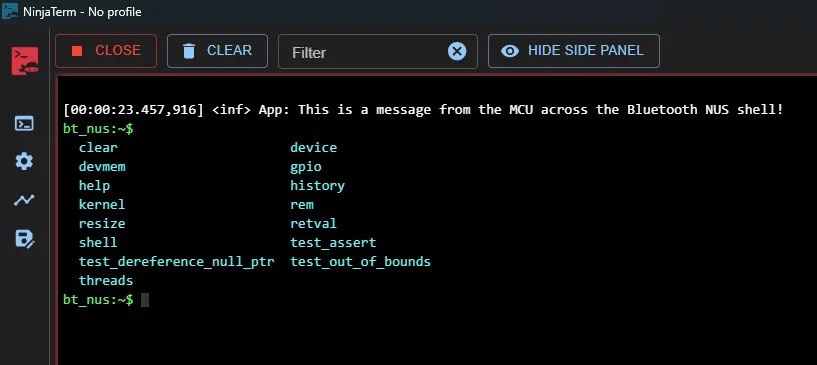 NinjaTerm - No profile
CLOSE CLEAR Filter HIDE SIDE PANEL
[00:00:23.457,916] <inf> App: This is a message from the MCU across the Bluetooth NUS shell!
bt_nus:~$
clear device
devmem gpio
help history
kernel rem
resize retval
shell test_assert
test_dereference_null_ptr test_out_of_bounds
threads
bt_nus:~$